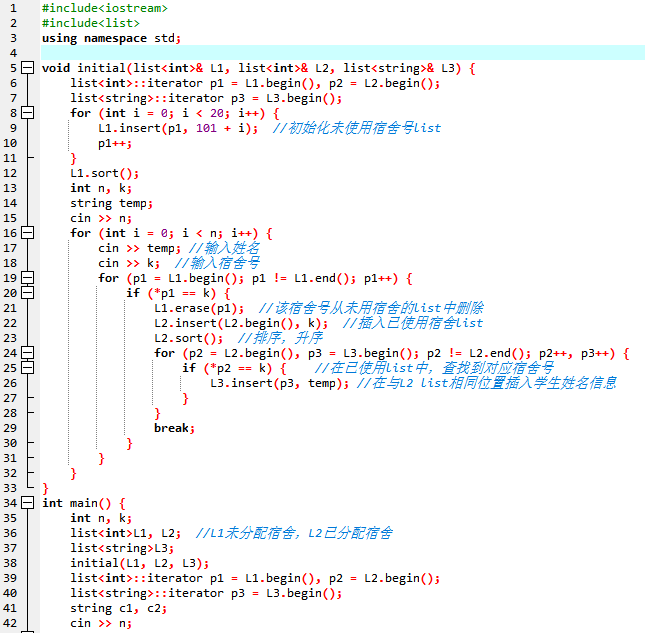 1 #include<iostream>
2 #include<list>
3 using namespace std;
4
5 void initial(list<int>& L1, list<int>& L2, list<string>& L3) {
6 list<int>::iterator p1 = L1.begin(), p2 = L2.begin();
7 list<string>::iterator p3 = L3.begin();
8 for (int i = 0; i < 20; i++) {
9 L1.insert(p1, 101 + i); //初始化未使用宿舍号list
10 p1++;
11 }
12 L1.sort();
13 int n, k;
14 string temp;
15 cin >> n;
16 for (int i = 0; i < n; i++) {
17 cin >> temp; //输入姓名
18 cin >> k; //输入宿舍号
19 for (p1 = L1.begin(); p1 != L1.end(); p1++) {
20 if (*p1 == k) {
21 L1.erase(p1); //该宿舍号从未用宿舍的list中删除
22 L2.insert(L2.begin(), k); //插入已使用宿舍list
23 L2.sort(); //排序，升序
24 for (p2 = L2.begin(), p3 = L3.begin(); p2 != L2.end(); p2++, p3++) {
25 if (*p2 == k) { //在已使用list中，查找到对应宿舍号
26 L3.insert(p3, temp); //在与L2 list相同位置插入学生姓名信息
27 }
28 }
29 break;
30 }
31 }
32 }
33 }
34 int main() {
35 int n, k;
36 list<int>L1, L2; //L1未分配宿舍，L2已分配宿舍
37 list<string>L3;
38 initial(L1, L2, L3);
39 list<int>::iterator p1 = L1.begin(), p2 = L2.begin();
40 list<string>::iterator p3 = L3.begin();
41 string c1, c2;
42 cin >> n;